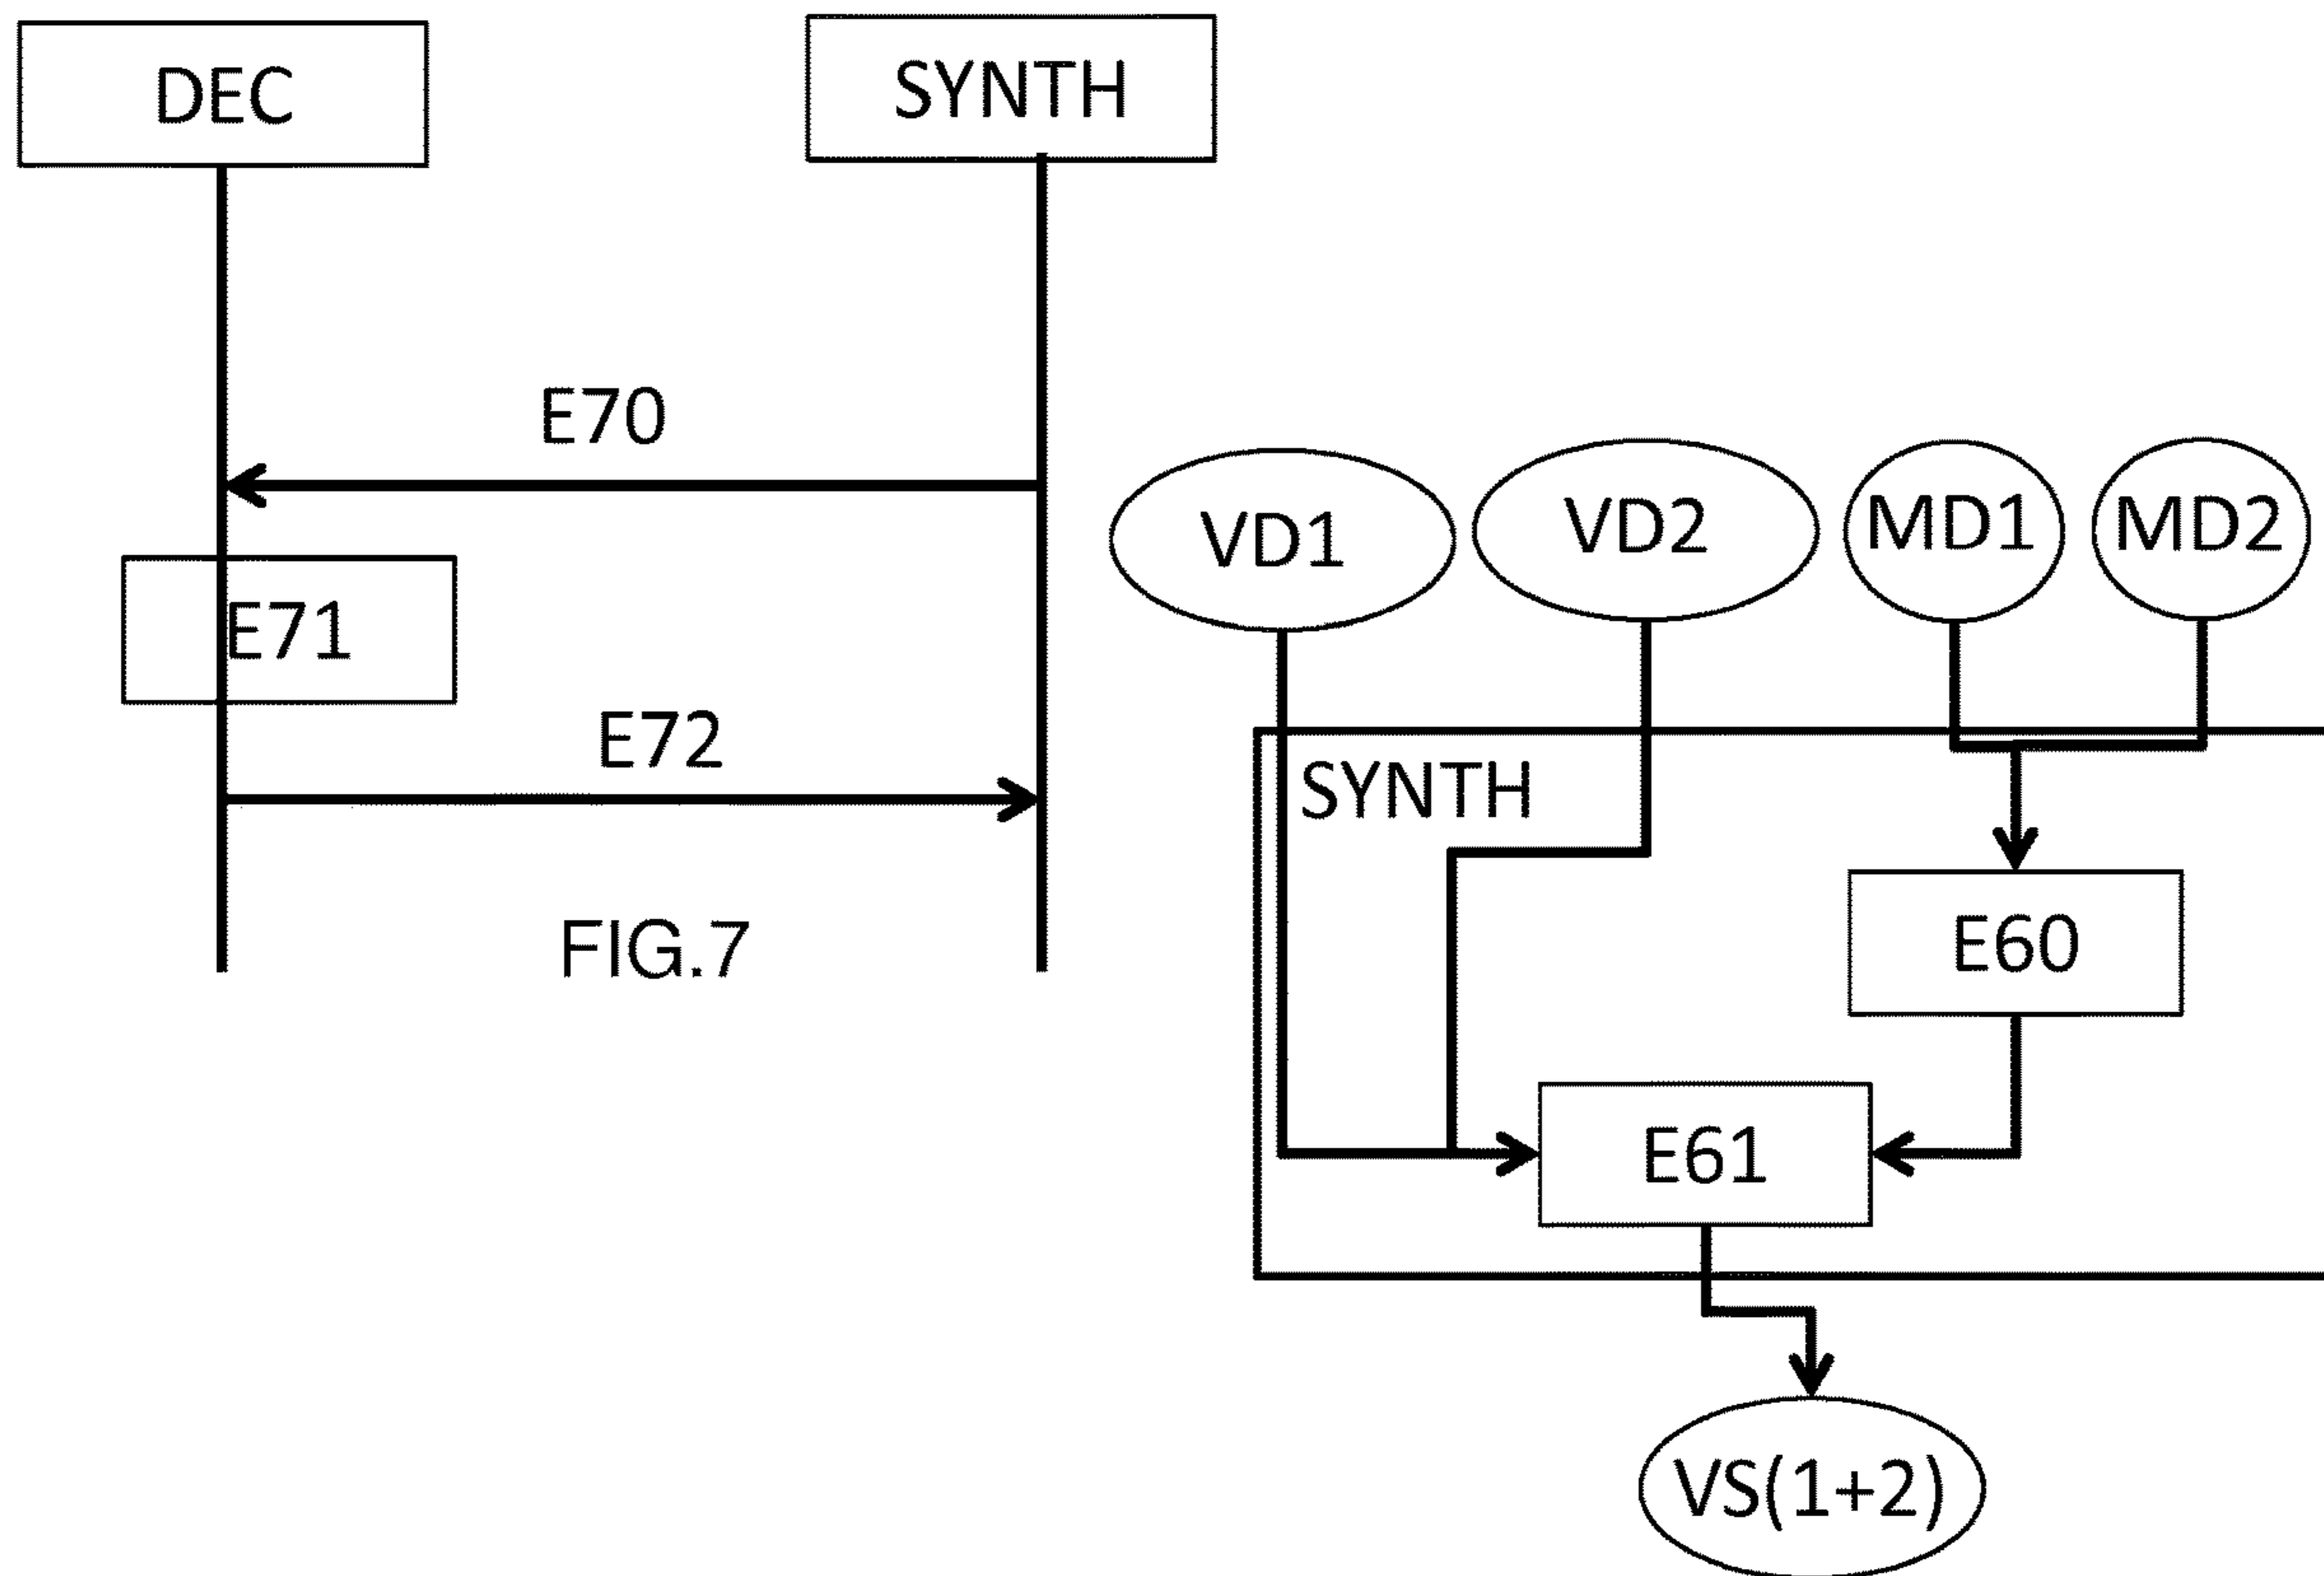 DEC
SYNTH
E70
E71
E72
FIG.7
VD1
VD2
MD1
MD2
SYNTH
E60
E61
VS(1+2)